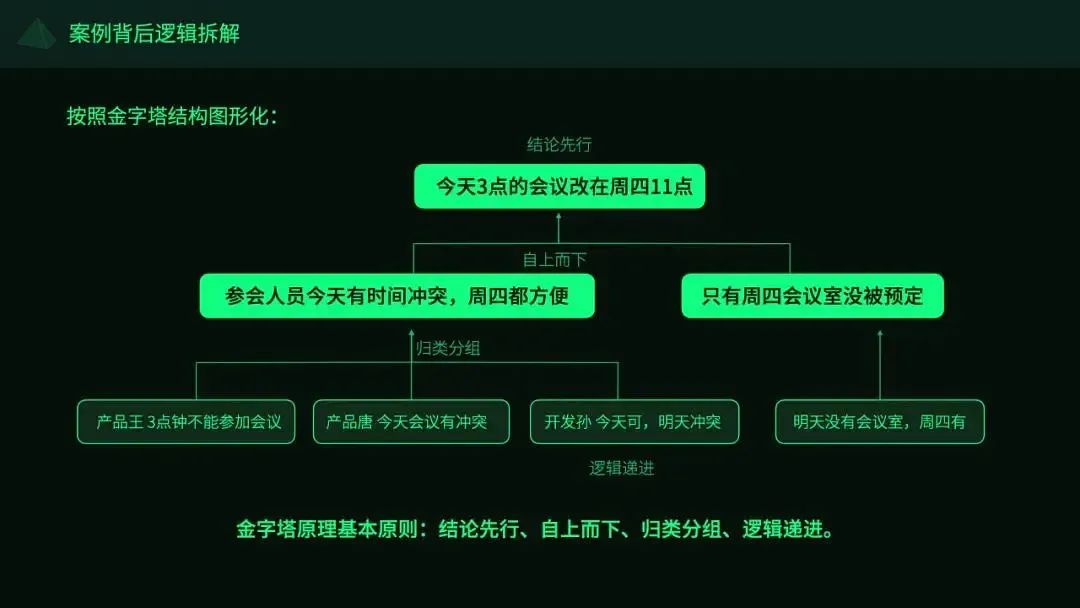 案例背后逻辑拆解
按照金字塔结构图形化：
结论先行
今天3点的会议改在周四11点
自上而下
参会人员今天有时间冲突，周四都方便
只有周四会议室没被预定
归类分组
产品王 3点钟不能参加会议
产品唐 今天会议有冲突
开发孙 今天可，明天冲突
明天没有会议室，周四有
逻辑递进
金字塔原理基本原则：结论先行、自上而下、归类分组、逻辑递进。